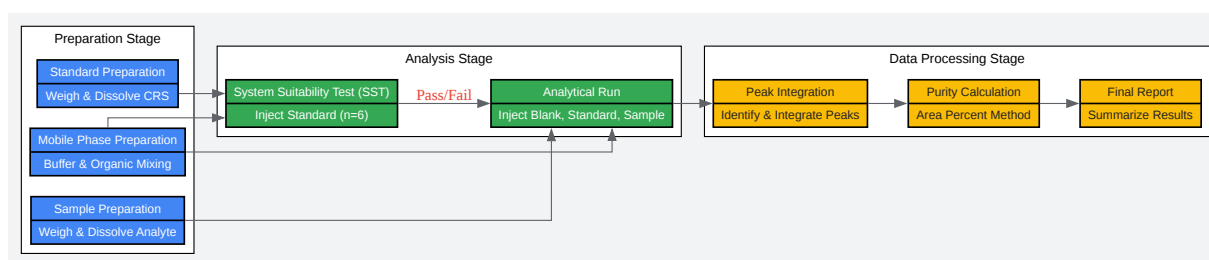 Preparation Stage
Standard Preparation
Weigh & Dissolve CRS
Mobile Phase Preparation
Buffer & Organic Mixing
Sample Preparation
Weigh & Dissolve Analyte
Analysis Stage
System Suitability Test (SST)
Inject Standard (n=6)
Pass/Fail
Analytical Run
Inject Blank, Standard, Sample
Data Processing Stage
Peak Integration
Identify & Integrate Peaks
Purity Calculation
Area Percent Method
Final Report
Summarize Results